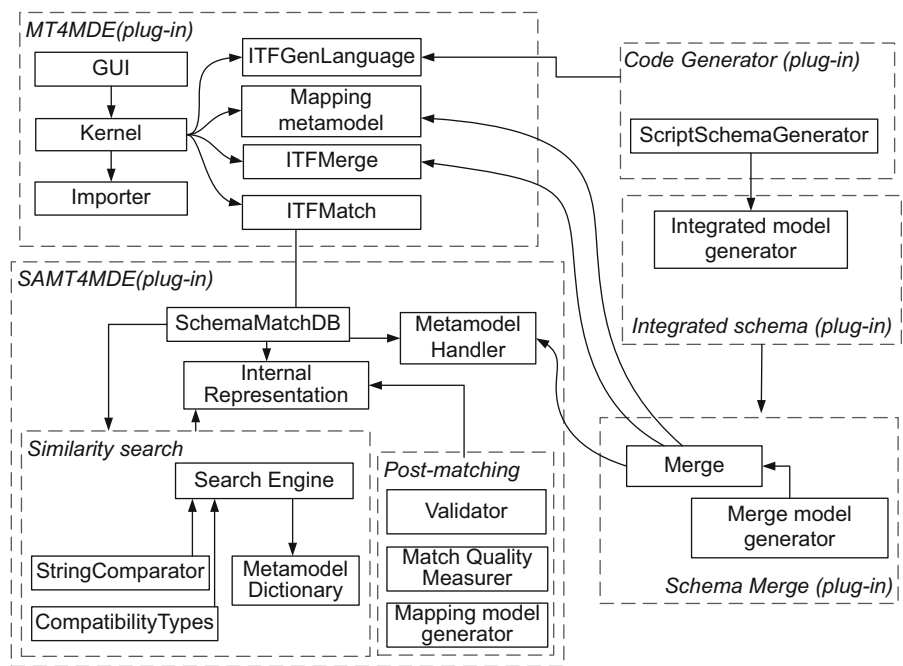 MT4MDE(plug-in)
GUI
Kernel
Importer
ITFGenLanguage
Mapping
metamodel
ITFMerge
ITFMatch
Code Generator (plug-in)
ScriptSchemaGenerator
Integrated model
generator
Integrated schema (plug-in)
SAMT4MDE(plug-in)
SchemaMatchDB
Metamodel
Handler
Internal
Representation
Similarity search
Search Engine
StringComparator
CompatibilityTypes
Metamodel
Dictionary
Post-matching
Validator
Match Quality
Measurer
Mapping model
generator
Merge
Merge model
generator
Schema Merge (plug-in)